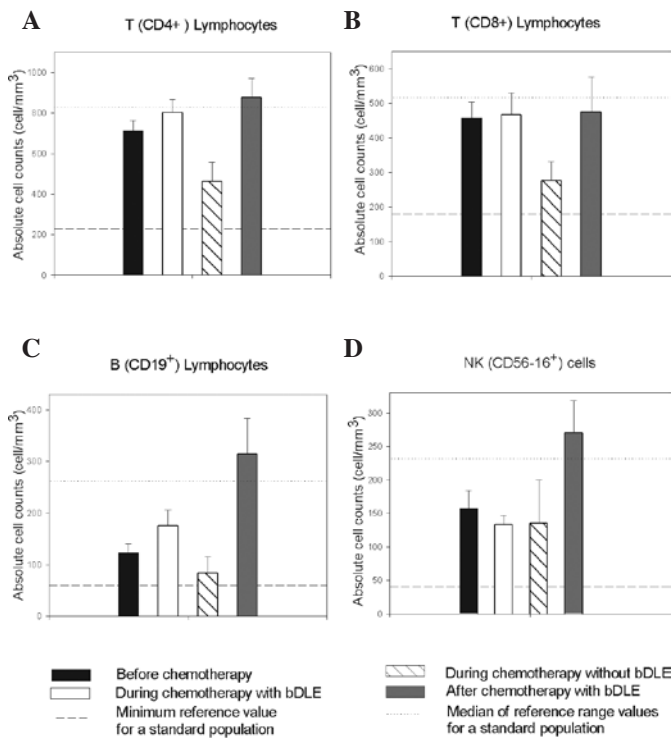 A
T (CD4+ ) Lymphocytes
Absolute cell counts (cell/mm3)
1000
800
600
400
200
0
B
T (CD8+) Lymphocytes
Absolute cell counts (cell/mm3)
600
500
400
300
200
100
0
C
B (CD19+) Lymphocytes
Absolute cell counts (cell/mm3)
400
300
200
100
0
D
NK (CD56-16+) cells
Absolute cell counts (cell/mm3)
300
250
200
150
100
50
0
Before chemotherapy
During chemotherapy with bDLE
Minimum reference value
for a standard population
During chemotherapy without bDLE
After chemotherapy with bDLE
Median of reference range values
for a standard population